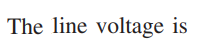 The line voltage is